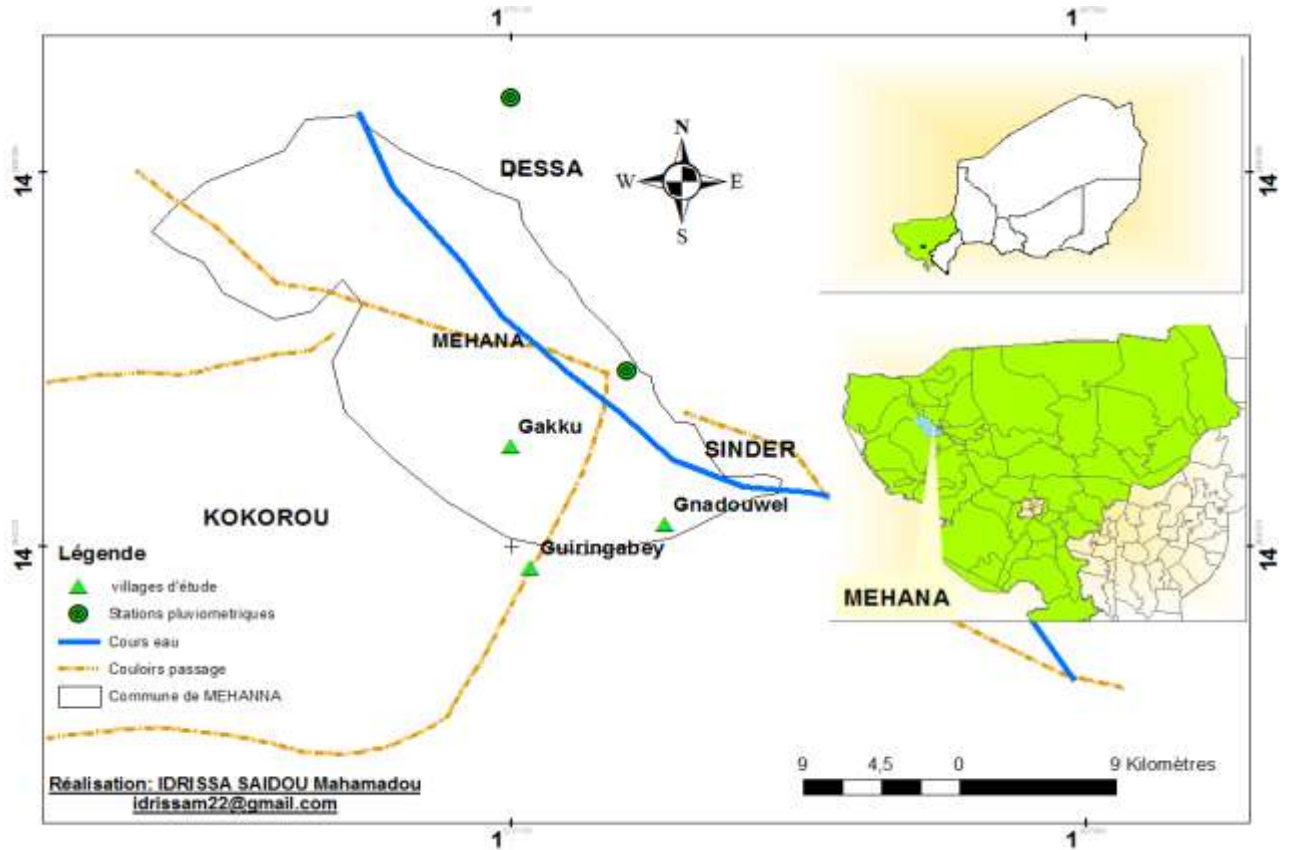 1
1
14
14
DESSA
N
W E
S
MEHANA
Gakku
SINDER
Gnadouwel
KOKOROU
Guiringabey
14
14
Légende
villages d'étude
Stations pluviometriques
Cours eau
Couloirs passage
Commune de MEHANNA
MEHANA
9 4,5 0 9 Kilomètres
Réalisation: IDRISSA SAIDOU Mahamadou
idrissam22@gmail.com
1
1